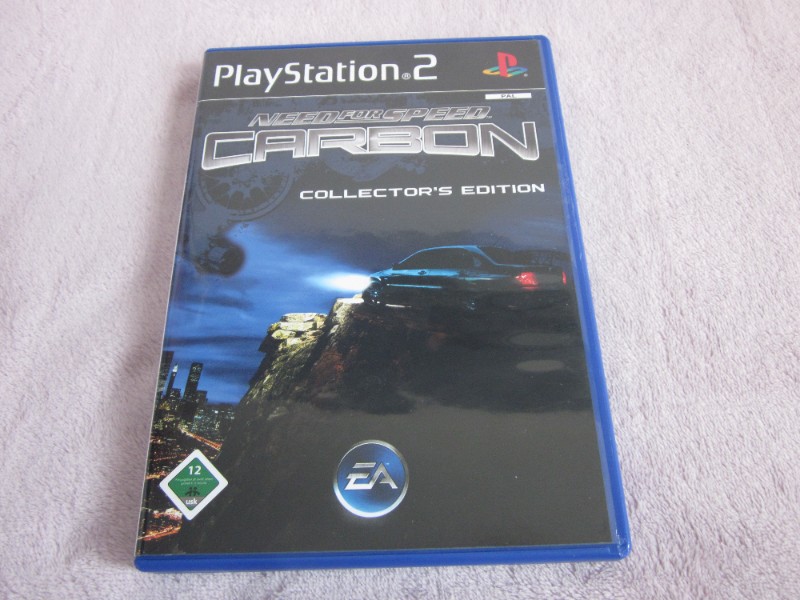 PlayStation®2
PAL
NEED FOR SPEED
CARBON
COLLECTOR'S EDITION
12
usk
EA